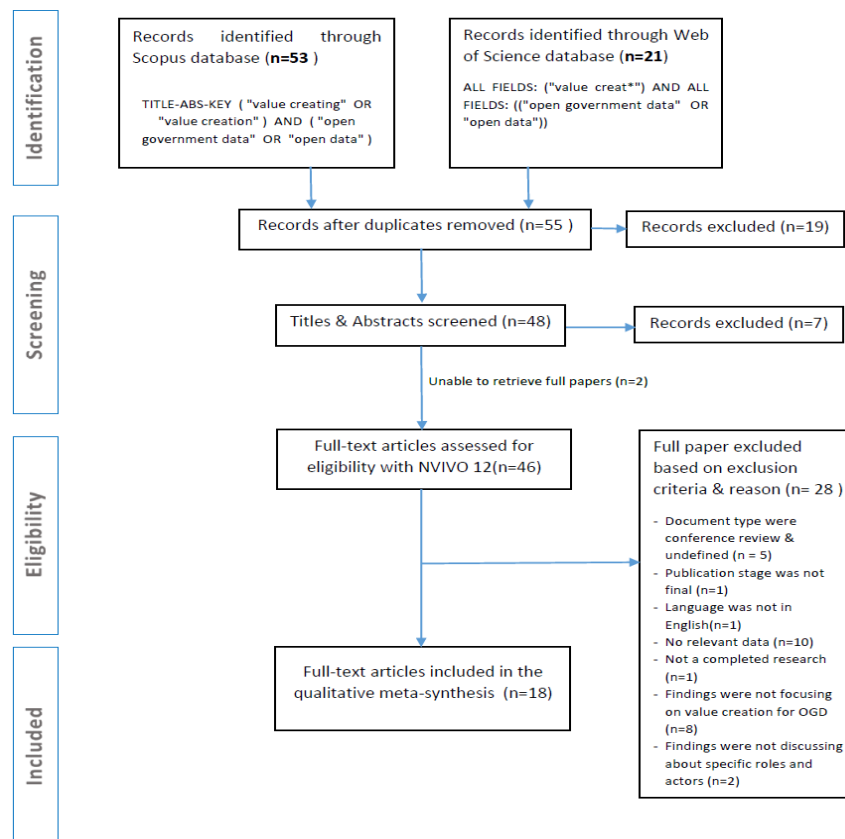 Identification
Records identified through
Scopus database (n=53 )
TITLE-ABS-KEY ( "value creating" OR
"value creation" ) AND ( "open
government data" OR "open data" )
Records identified through Web
of Science database (n=21)
ALL FIELDS: ("value creat*") AND ALL
FIELDS: (("open government data" OR
"open data"))
Screening
Records after duplicates removed (n=55 )
Records excluded (n=19)
Titles & Abstracts screened (n=48)
Records excluded (n=7)
Unable to retrieve full papers (n=2)
Eligibility
Full-text articles assessed for
eligibility with NVIVO 12(n=46)
Full paper excluded
based on exclusion
criteria & reason (n= 28 )
- Document type were
conference review &
undefined (n = 5)
- Publication stage was not
final (n=1)
- Language was not in
English(n=1)
- No relevant data (n=10)
- Not a completed research
(n=1)
- Findings were not focusing
on value creation for OGD
(n=8)
- Findings were not discussing
about specific roles and
actors (n=2)
Included
Full-text articles included in the
qualitative meta-synthesis (n=18)